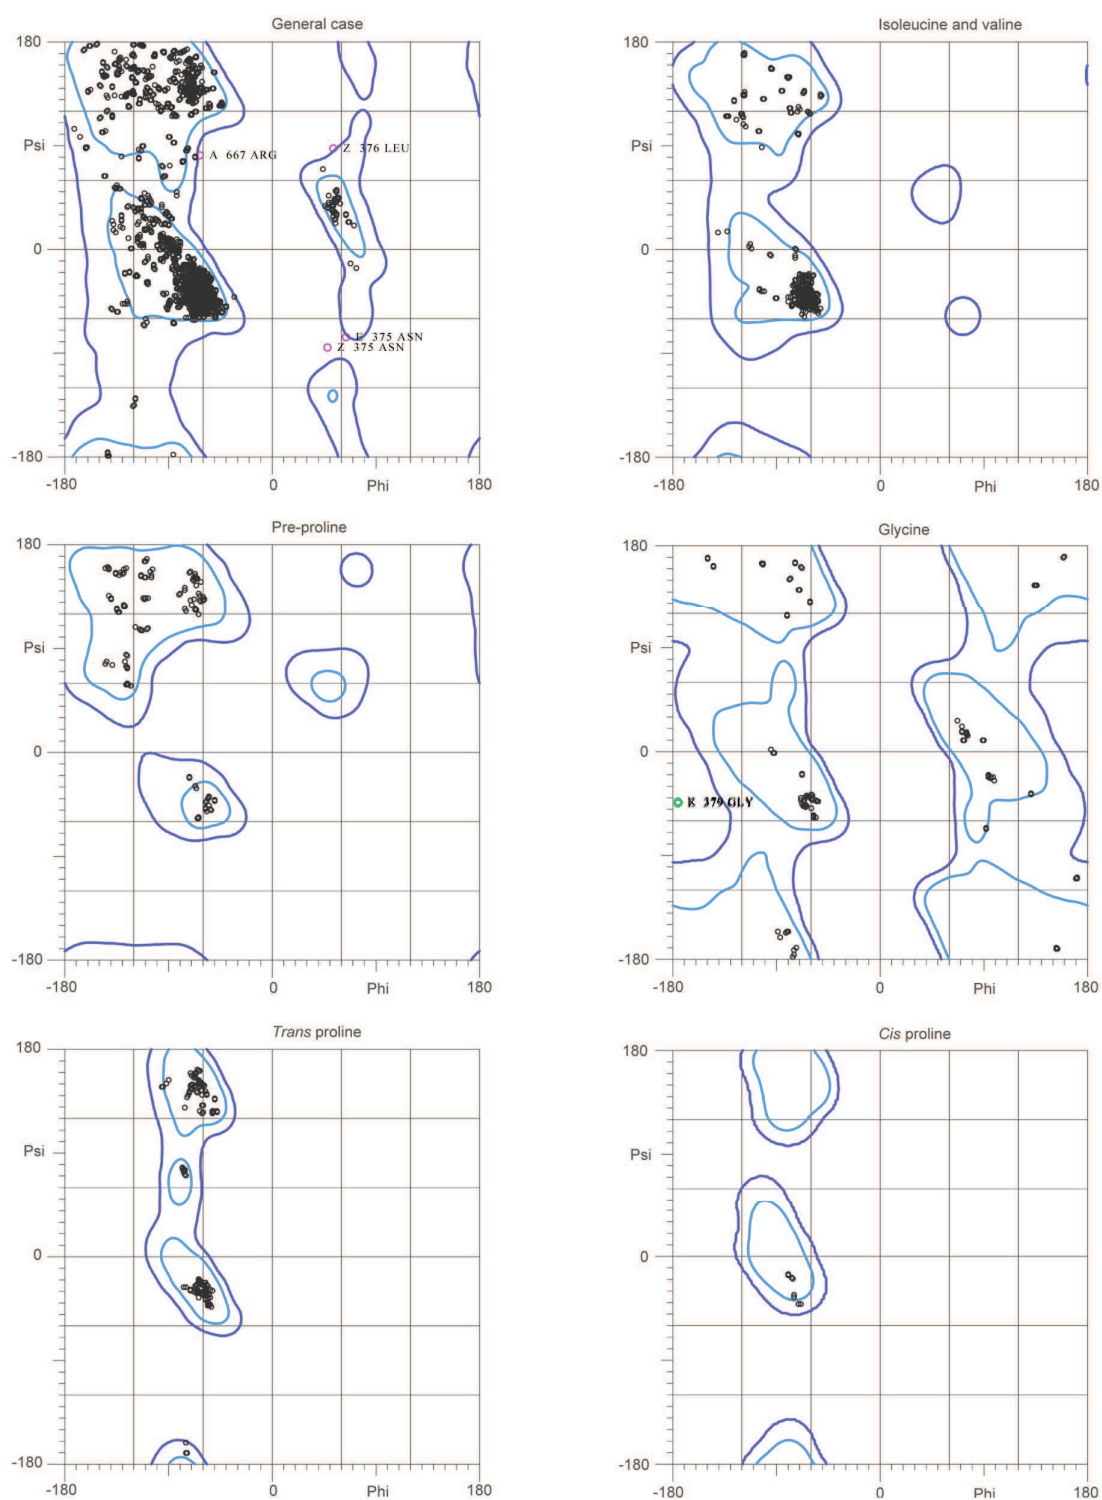 General case
180
Psi
0
-180
-180
0
Phi
180
A 667 ARG
Z 376 LEU
F 375 ASN
Z 375 ASN
Isoleucine and valine
180
Psi
0
-180
-180
0
Phi
180
Pre-proline
180
Psi
0
-180
-180
0
Phi
180
Glycine
180
Psi
0
-180
-180
0
Phi
180
379 GLY
Trans proline
180
Psi
0
-180
-180
0
Phi
180
Cis proline
180
Psi
0
-180
-180
0
Phi
180